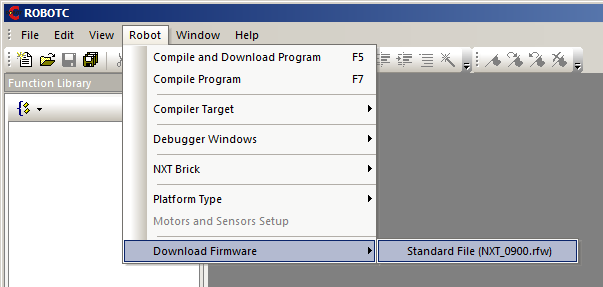 ROBOTC
File Edit View Robot Window Help
Function Library
Compile and Download Program F5
Compile Program F7
Compiler Target
Debugger Windows
NXT Brick
Platform Type
Motors and Sensors Setup
Download Firmware
Standard File (NXT_0900.rfw)